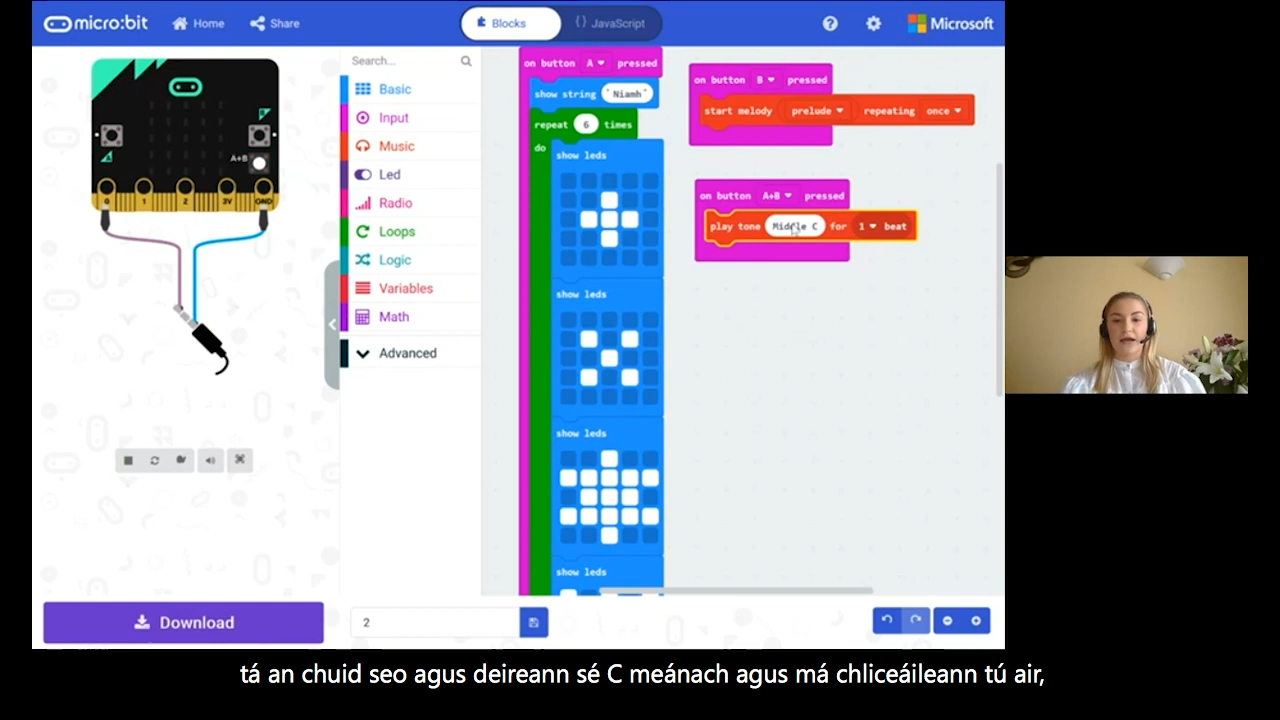 micro:bit
Home
Share
Blocks
{} JavaScript
?
Microsoft
Search...
Basic
Input
Music
Led
Radio
Loops
Logic
Variables
Math
Advanced
A+B
0 1 2 3V GND
on button A pressed
show string "Niamh"
repeat 6 times
do
show leds
show leds
show leds
show leds
on button B pressed
start melody prelude repeating once
on button A+B pressed
play tone Middle C for 1 beat
Download
2
tá an chuid seo agus deireann sé C meánach agus má chliceáileann tú air,